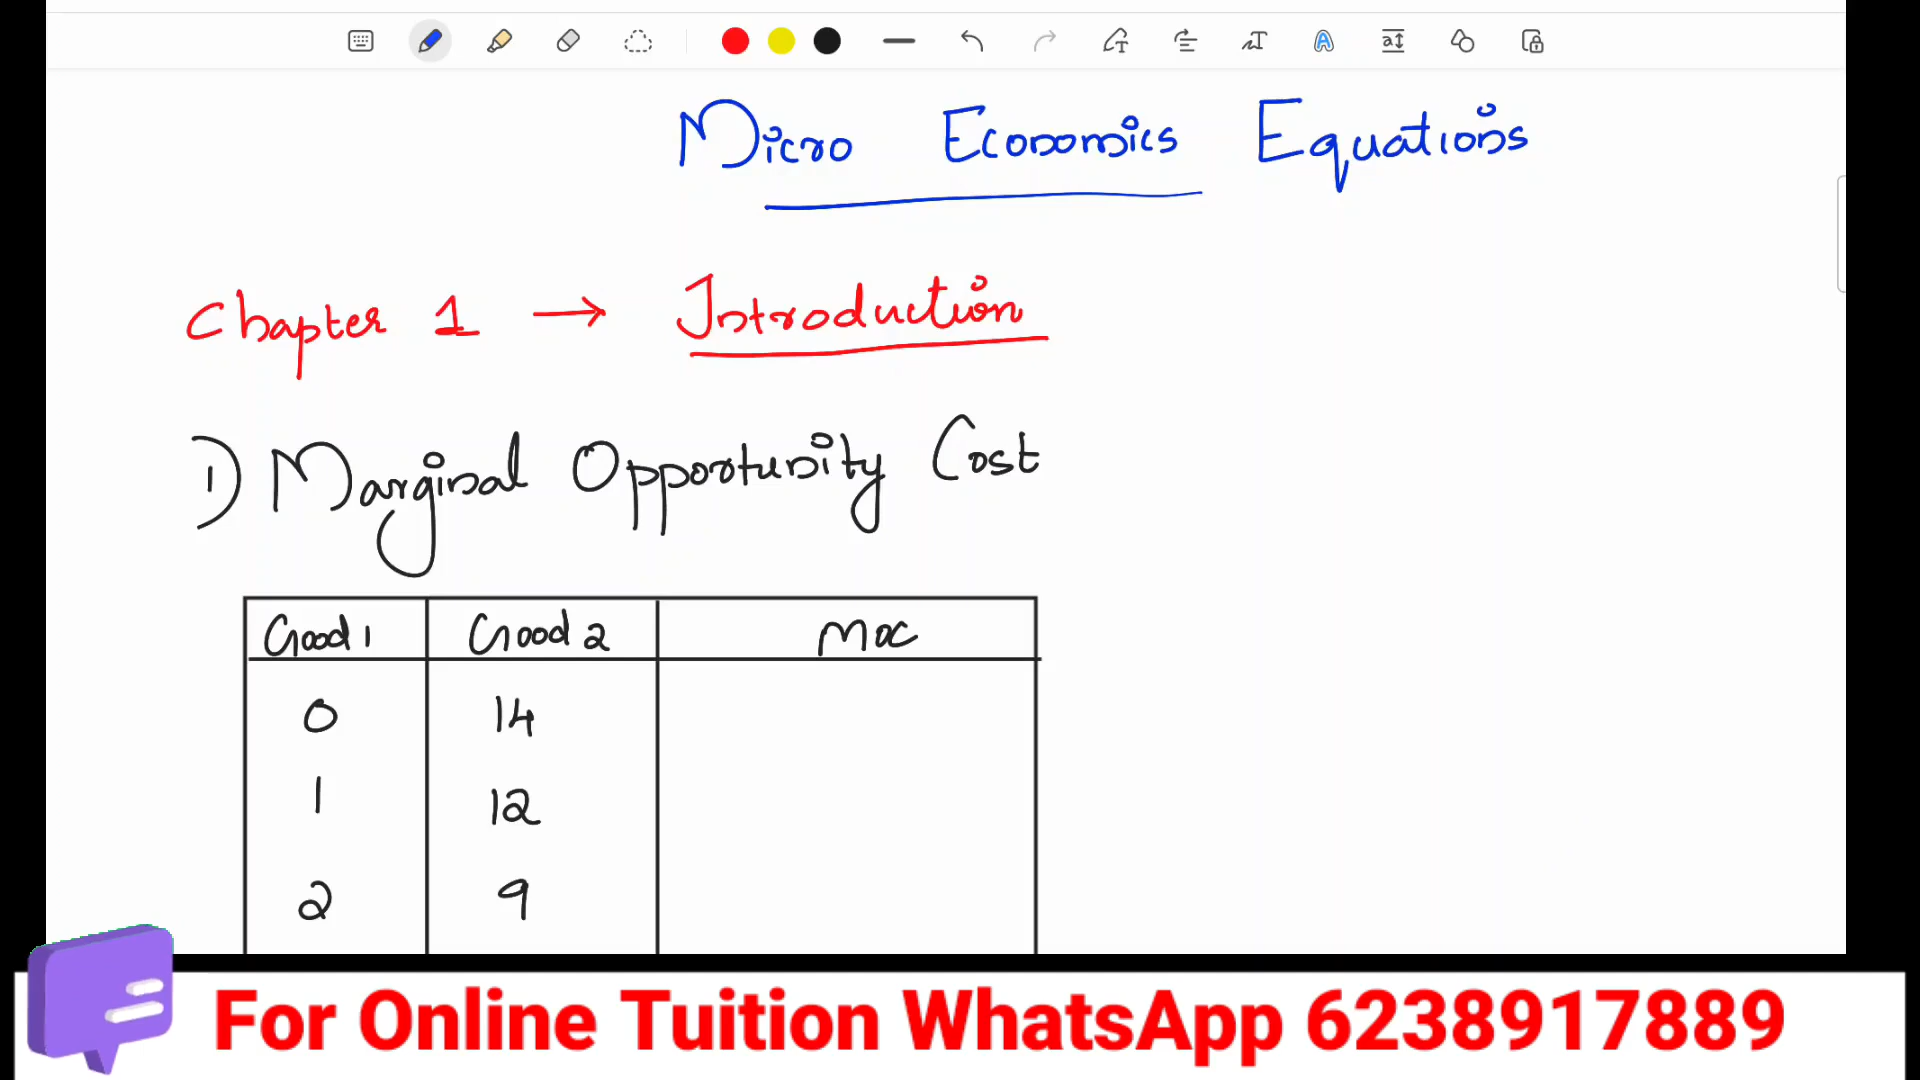 Micro Economics Equations
Chapter 1 → Introduction
1) Marginal Opportunity Cost
Good 1 Good 2 MOC
0 14
1 12
2 9
For Online Tuition WhatsApp 6238917889